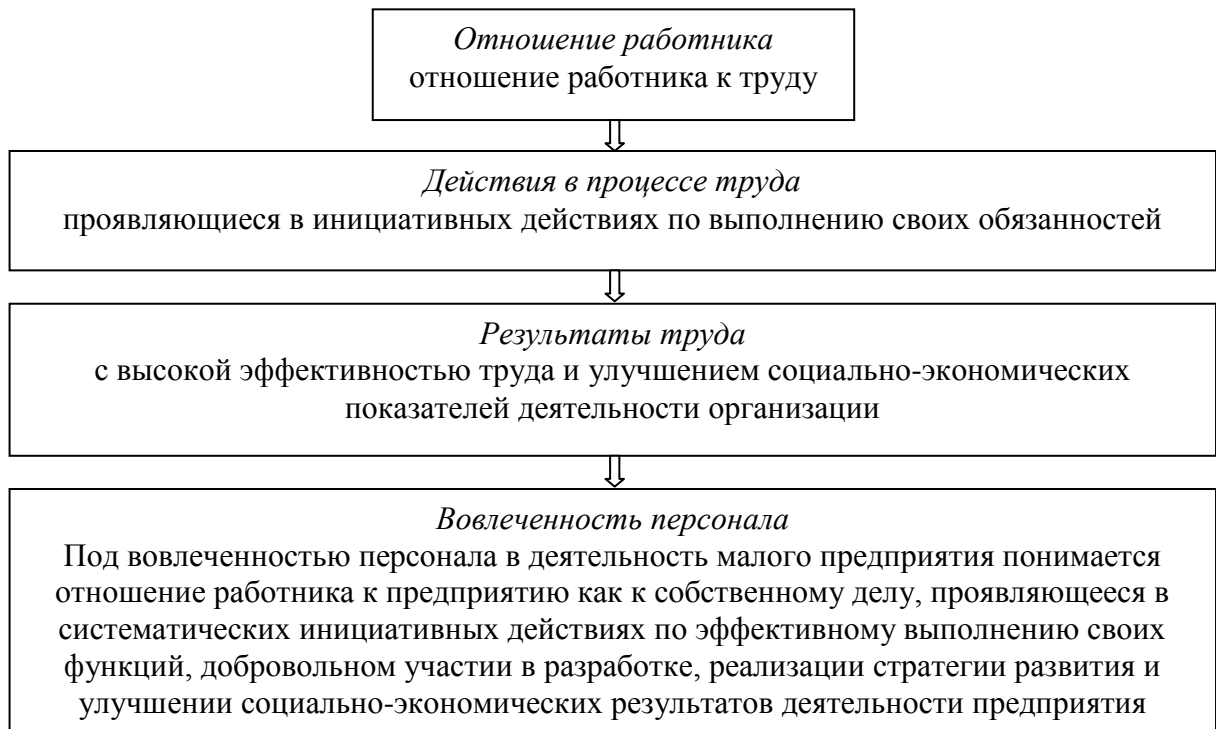 Отношение работника
отношение работника к труду
Действия в процессе труда
проявляющиеся в инициативных действиях по выполнению своих обязанностей
Результаты труда
с высокой эффективностью труда и улучшением социально-экономических
показателей деятельности организации
Вовлеченность персонала
Под вовлеченностью персонала в деятельность малого предприятия понимается
отношение работника к предприятию как к собственному делу, проявляющееся в
систематических инициативных действиях по эффективному выполнению своих
функций, добровольном участии в разработке, реализации стратегии развития и
улучшении социально-экономических результатов деятельности предприятия